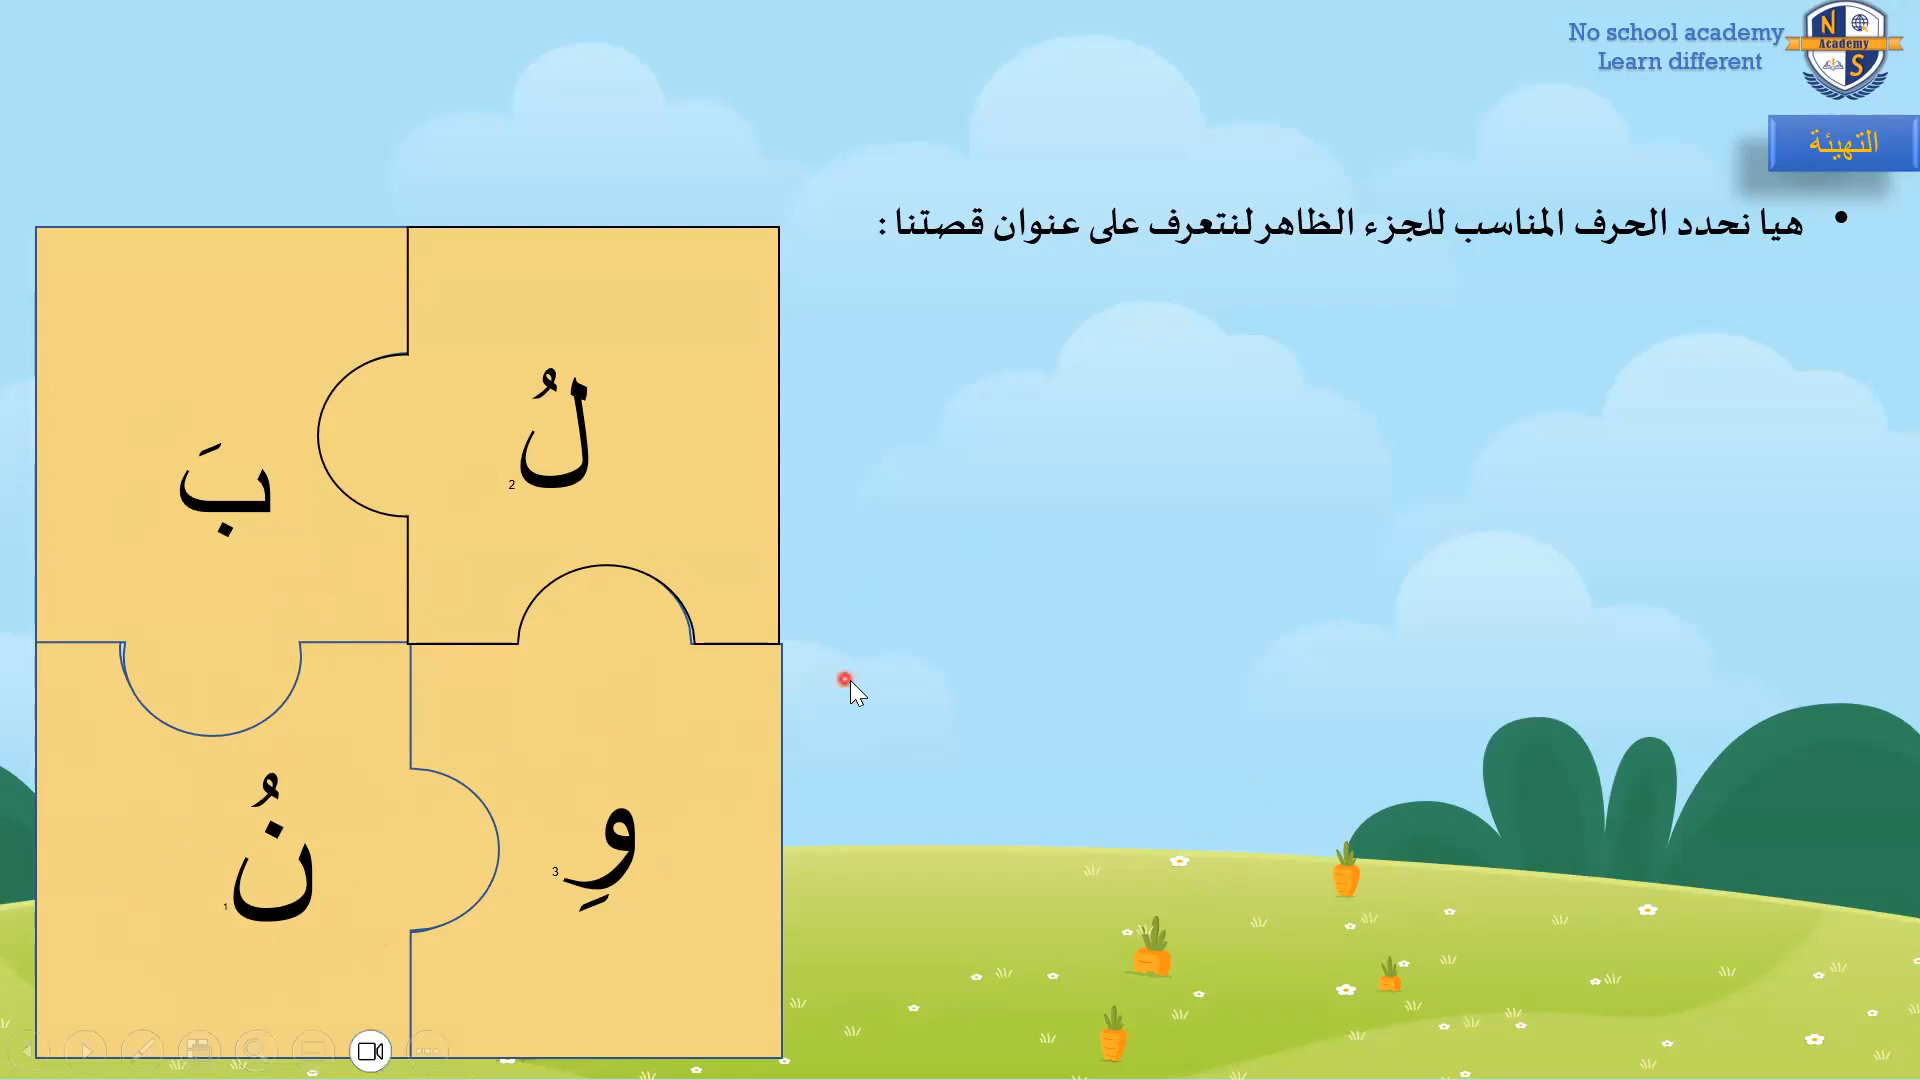 No school academy
Learn different
N
Academy
S
التهيئة
• هيا نحدد الحرف المناسب للجزء الظاهر لنتعرف على عنوان قصتنا :
لُ
2
بَ
وِ
3
نُ
1